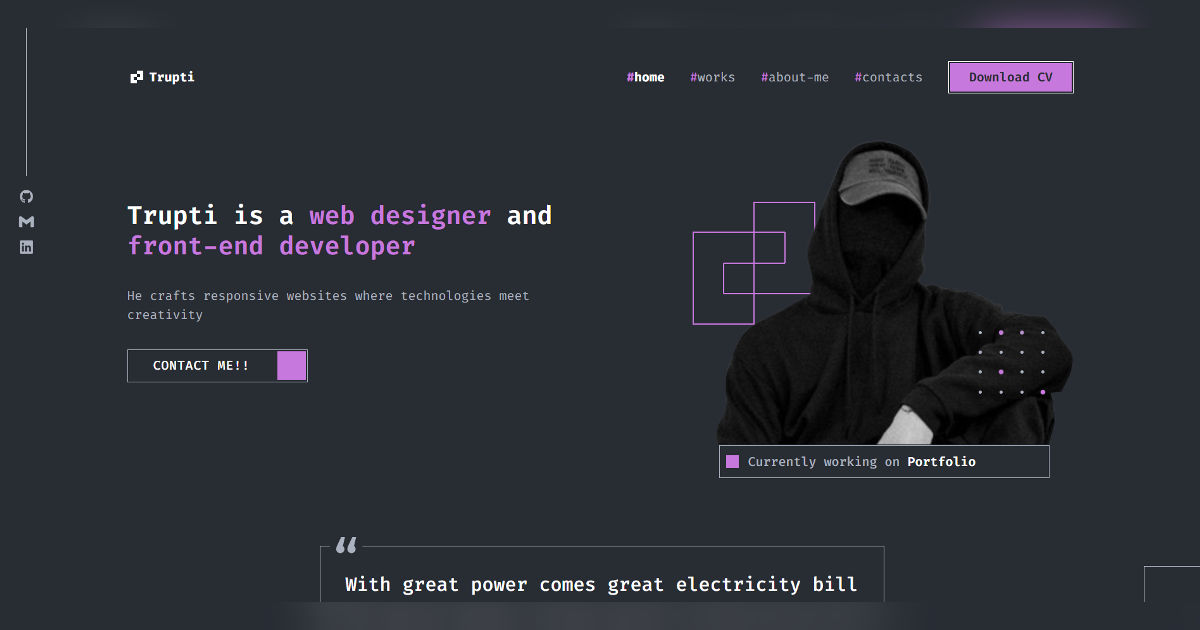 Trupti
#home #works #about-me #contacts Download CV
Trupti is a web designer and
front-end developer
He crafts responsive websites where technologies meet
creativity
CONTACT ME!!
Currently working on Portfolio
With great power comes great electricity bill